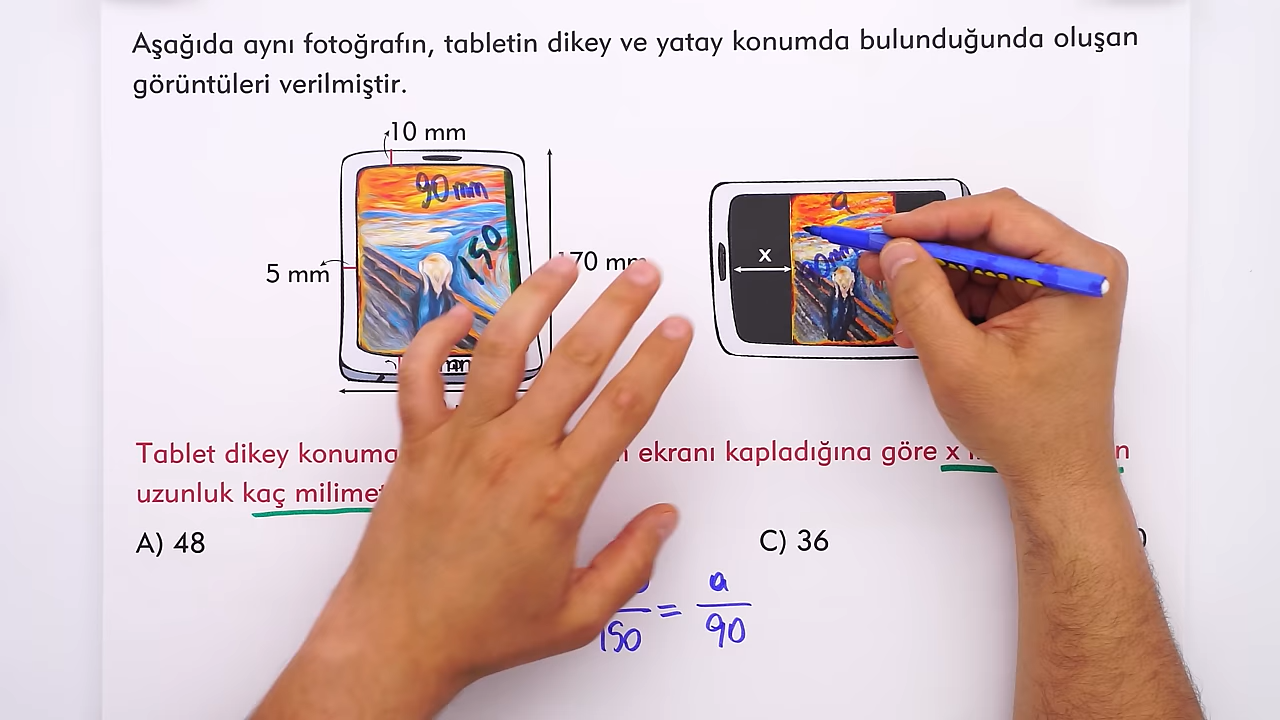 Aşağıda aynı fotoğrafın, tabletin dikey ve yatay konumda bulunduğunda oluşan
görüntüleri verilmiştir.
10 mm
90 mm
150
5 mm
70 mm
a
x
Tablet dikey konuma ekranı kapladığına göre x
uzunluk kaç milimet
A) 48
C) 36
150 = a
90